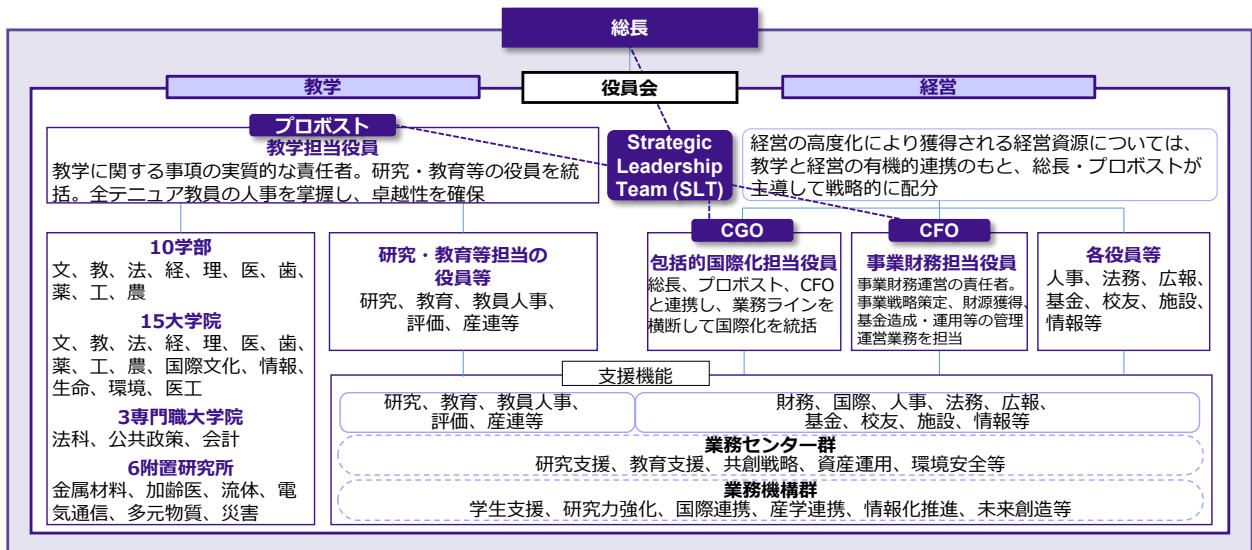 総長
教学
役員会
経営
プロボスト
教学担当役員
教学に関する事項の実質的な責任者。研究・教育等の役員を統
括。全テニュア教員の人事を掌握し、卓越性を確保
Strategic
Leadership
Team (SLT)
経営の高度化により獲得される経営資源については、
教学と経営の有機的連携のもと、総長・プロボストが
主導して戦略的に配分
10学部
文、教、法、経、理、医、歯、
薬、工、農
15大学院
文、教、法、経、理、医、歯、
薬、工、農、国際文化、情報、
生命、環境、医工
3専門職大学院
法科、公共政策、会計
6附置研究所
金属材料、加齢医、流体、電
気通信、多元物質、災害
研究・教育等担当の
役員等
研究、教育、教員人事、
評価、産連等
CGO
包括的国際化担当役員
総長、プロボスト、CFO
と連携し、業務ラインを
横断して国際化を統括
CFO
事業財務担当役員
事業財務運営の責任者。
事業戦略策定、財源獲得、
基金造成・運用等の管理
運営業務を担当
各役員等
人事、法務、広報、
基金、校友、施設、
情報等
支援機能
研究、教育、教員人事、
評価、産連等
財務、国際、人事、法務、広報、
基金、校友、施設、情報等
業務センター群
研究支援、教育支援、共創戦略、資産運用、環境安全等
業務機構群
学生支援、研究力強化、国際連携、産学連携、情報化推進、未来創造等